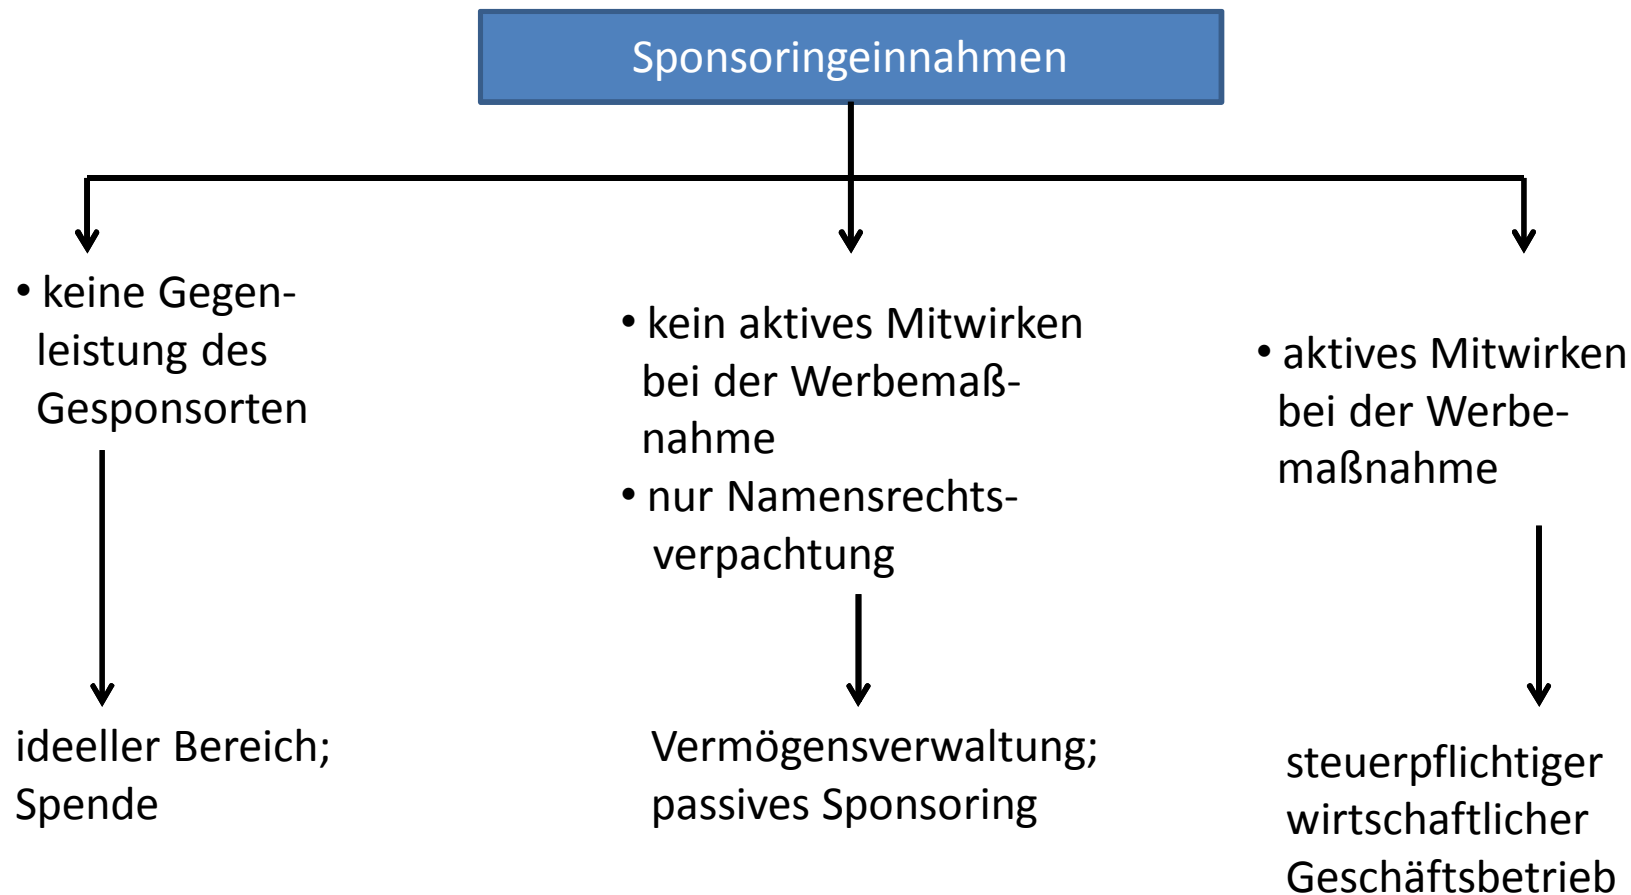 Sponsoringeinnahmen
• keine Gegen-
leistung des
Gesponsorten
• kein aktives Mitwirken
bei der Werbemaß-
nahme
• nur Namensrechts-
verpachtung
• aktives Mitwirken
bei der Werbe-
maßnahme
ideeller Bereich;
Spende
Vermögensverwaltung;
passives Sponsoring
steuerpflichtiger
wirtschaftlicher
Geschäftsbetrieb